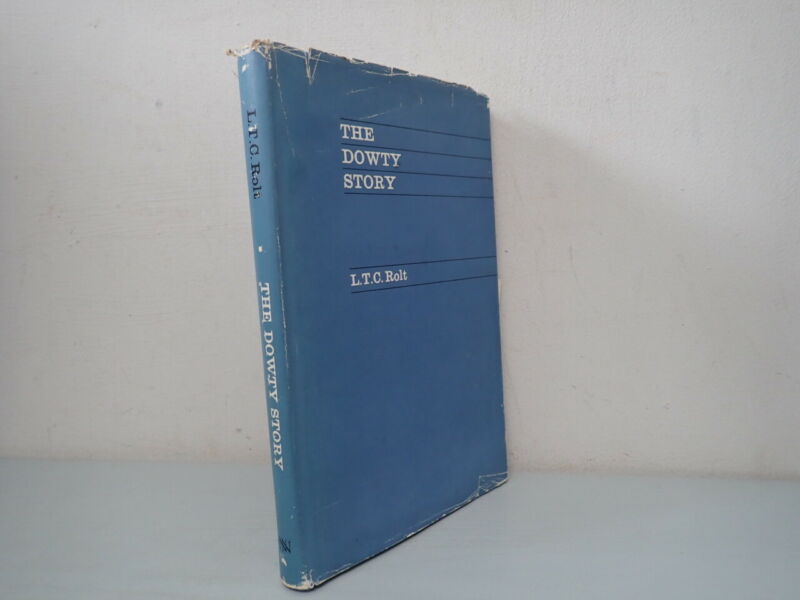 THE
DOWTY
STORY
L.T.C. Rolt
L.T.C. Rolt
THE DOWTY STORY